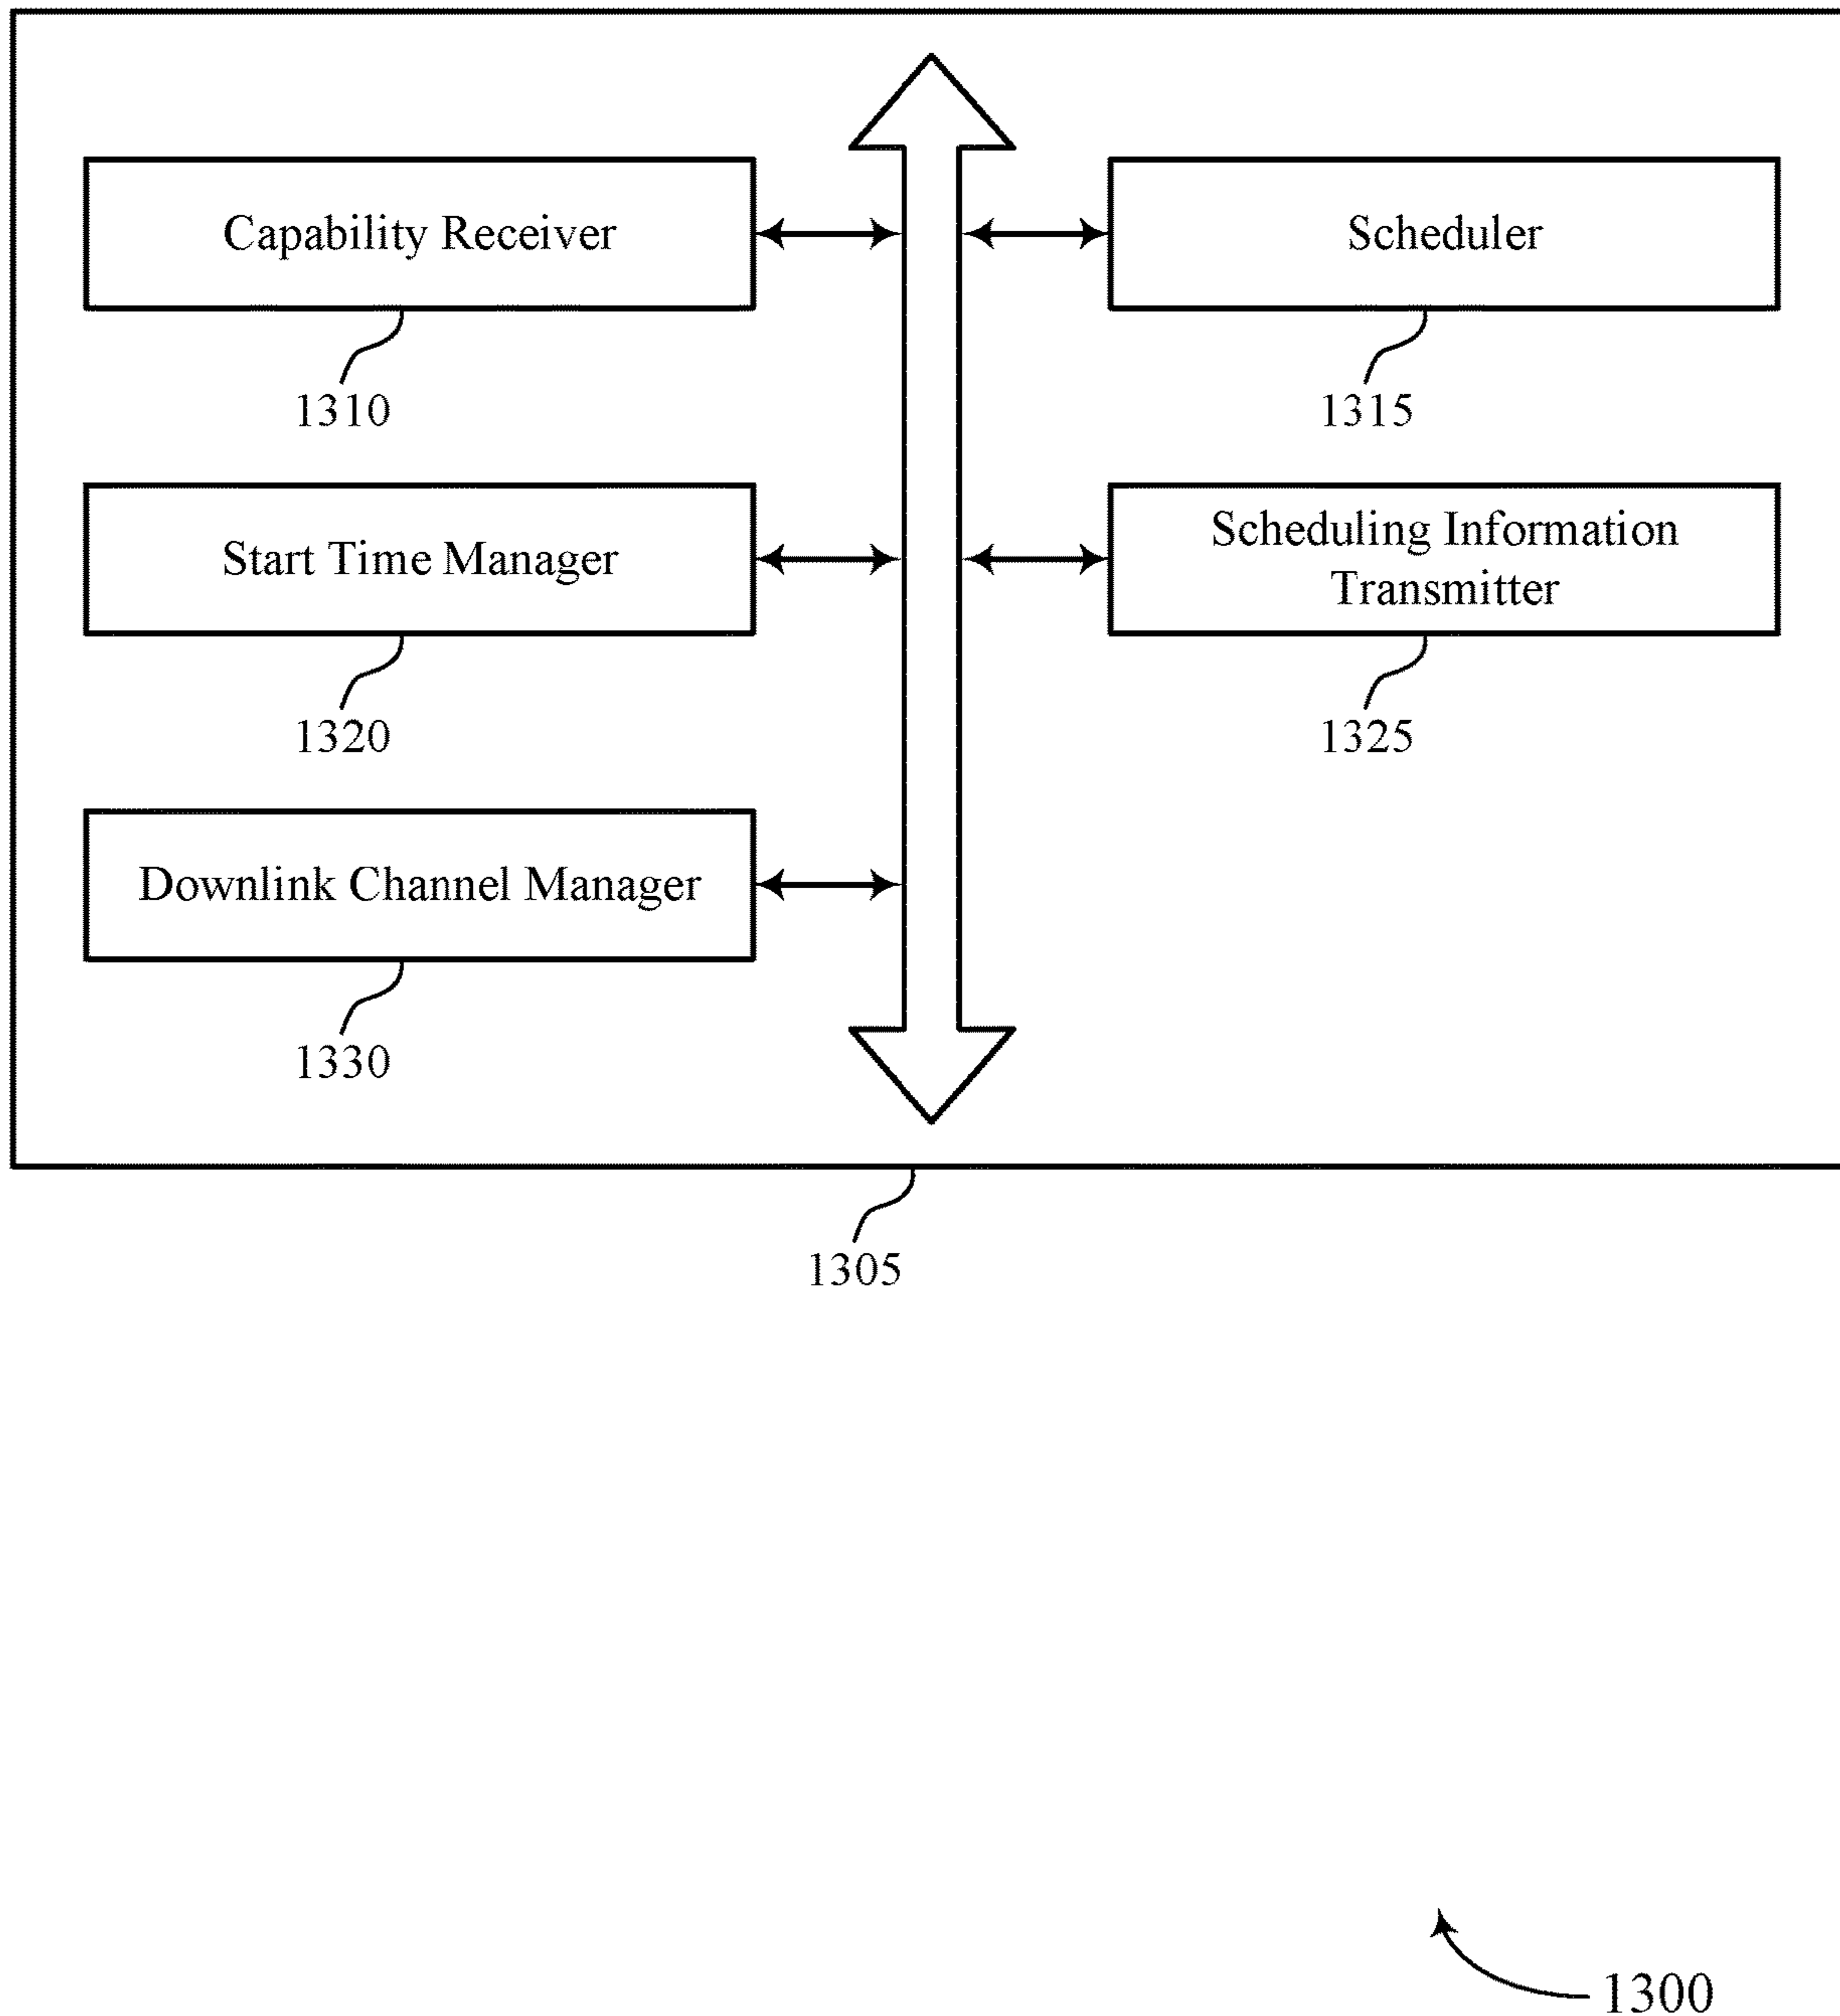 Capability Receiver
1310
Scheduler
1315
Start Time Manager
1320
Scheduling Information
Transmitter
1325
Downlink Channel Manager
1330
1305
1300